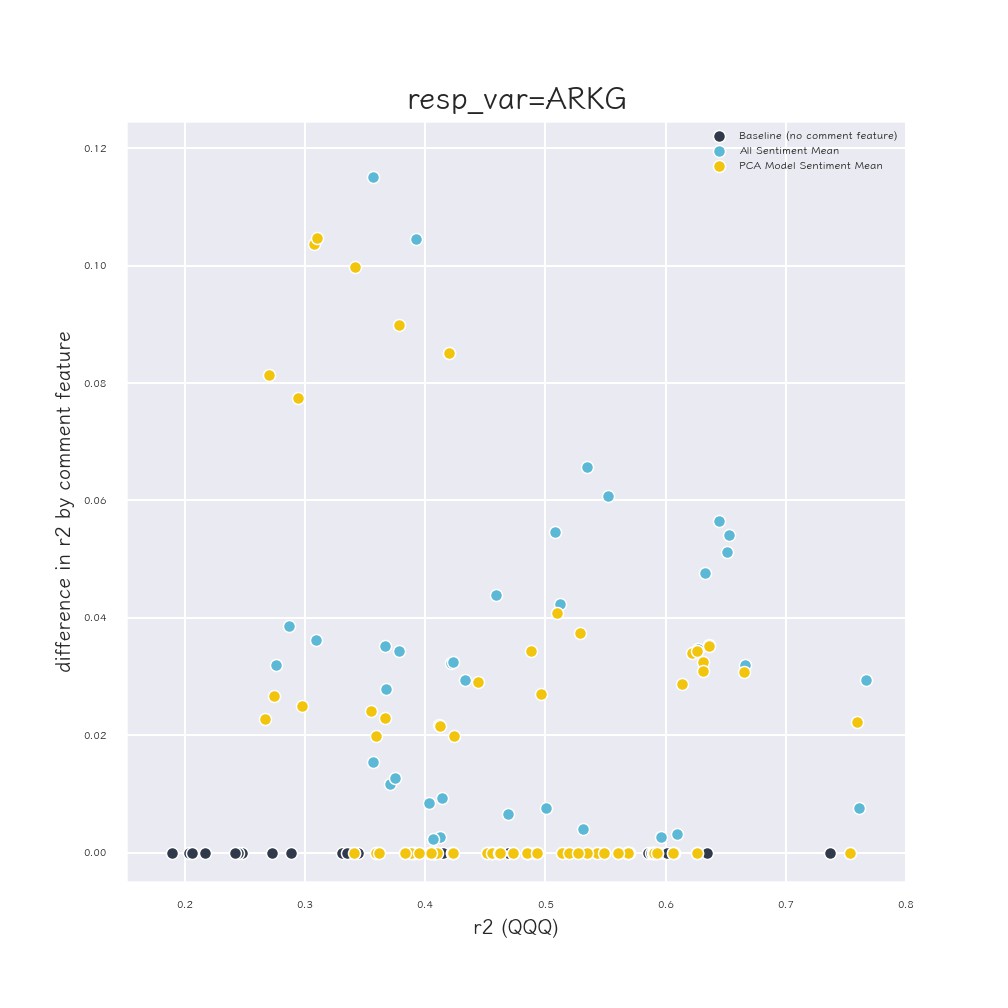 resp_var=ARKG
Baseline (no comment feature)
All Sentiment Mean
PCA Model Sentiment Mean
difference in r2 by comment feature
0.12
0.10
0.08
0.06
0.04
0.02
0.00
0.2 0.3 0.4 0.5 0.6 0.7 0.8
r2 (QQQ)